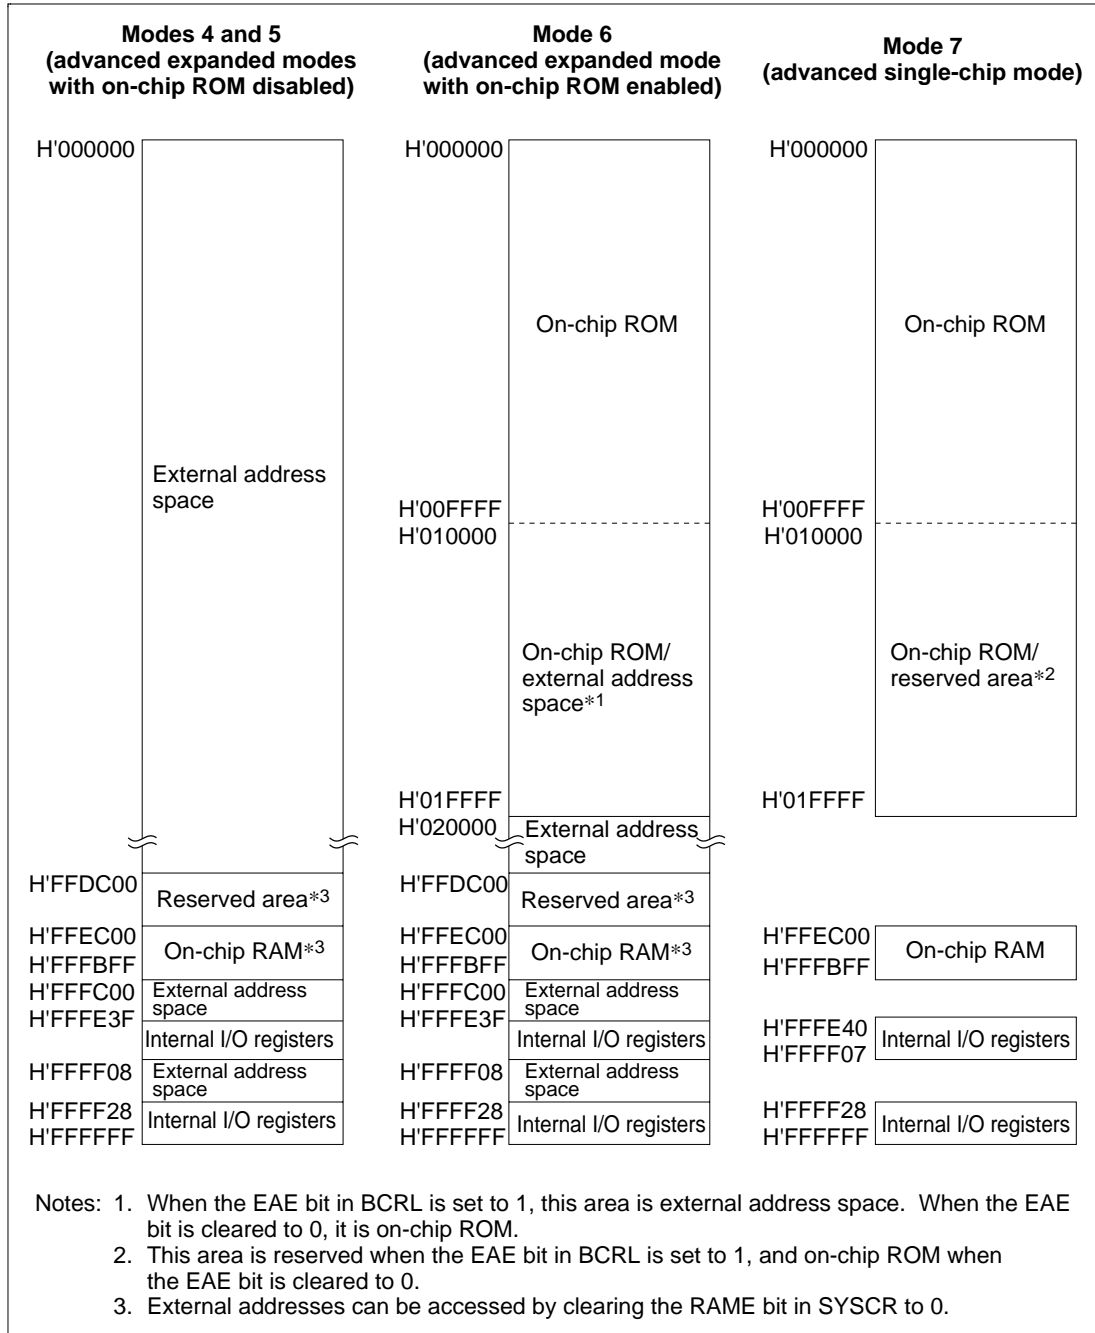 Modes 4 and 5
(advanced expanded modes
with on-chip ROM disabled)
H'000000
External address
space
H'FFDC00
Reserved area*3
H'FFEC00
On-chip RAM*3
H'FFFBFF
H'FFFC00
External address
space
H'FFFE3F
Internal I/O registers
H'FFFF08
External address
space
H'FFFF28
Internal I/O registers
H'FFFFFF
Mode 6
(advanced expanded mode
with on-chip ROM enabled)
H'000000
On-chip ROM
H'00FFFF
H'010000
On-chip ROM/
external address
space*1
H'01FFFF
H'020000
External address
space
H'FFDC00
Reserved area*3
H'FFEC00
On-chip RAM*3
H'FFFBFF
H'FFFC00
External address
space
H'FFFE3F
Internal I/O registers
H'FFFF08
External address
space
H'FFFF28
Internal I/O registers
H'FFFFFF
Mode 7
(advanced single-chip mode)
H'000000
On-chip ROM
H'00FFFF
H'010000
On-chip ROM/
reserved area*2
H'01FFFF
H'FFEC00
On-chip RAM
H'FFFBFF
H'FFFE40
Internal I/O registers
H'FFFF07
H'FFFF28
Internal I/O registers
H'FFFFFF
Notes: 1. When the EAE bit in BCRL is set to 1, this area is external address space. When the EAE
bit is cleared to 0, it is on-chip ROM.
2. This area is reserved when the EAE bit in BCRL is set to 1, and on-chip ROM when
the EAE bit is cleared to 0.
3. External addresses can be accessed by clearing the RAME bit in SYSCR to 0.